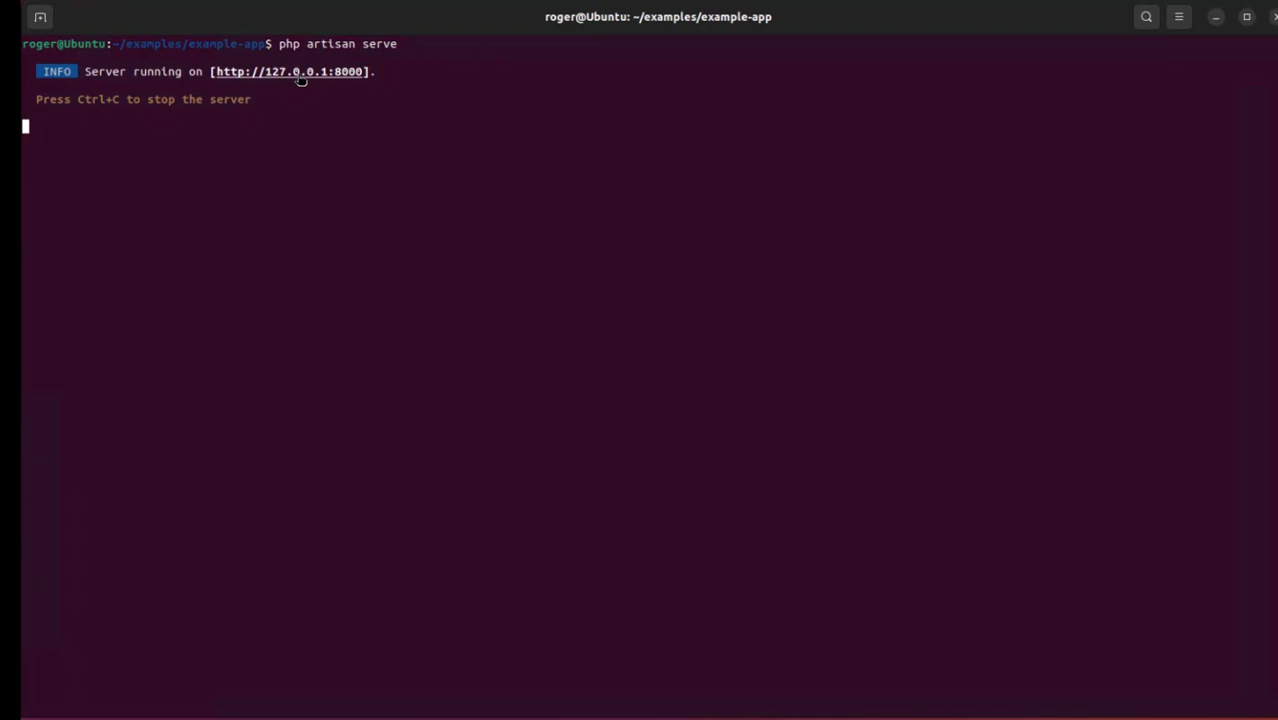 roger@Ubuntu: ~/examples/example-app
roger@Ubuntu:~/examples/example-app$ php artisan serve
INFO Server running on [http://127.0.0.1:8000].
Press Ctrl+C to stop the server